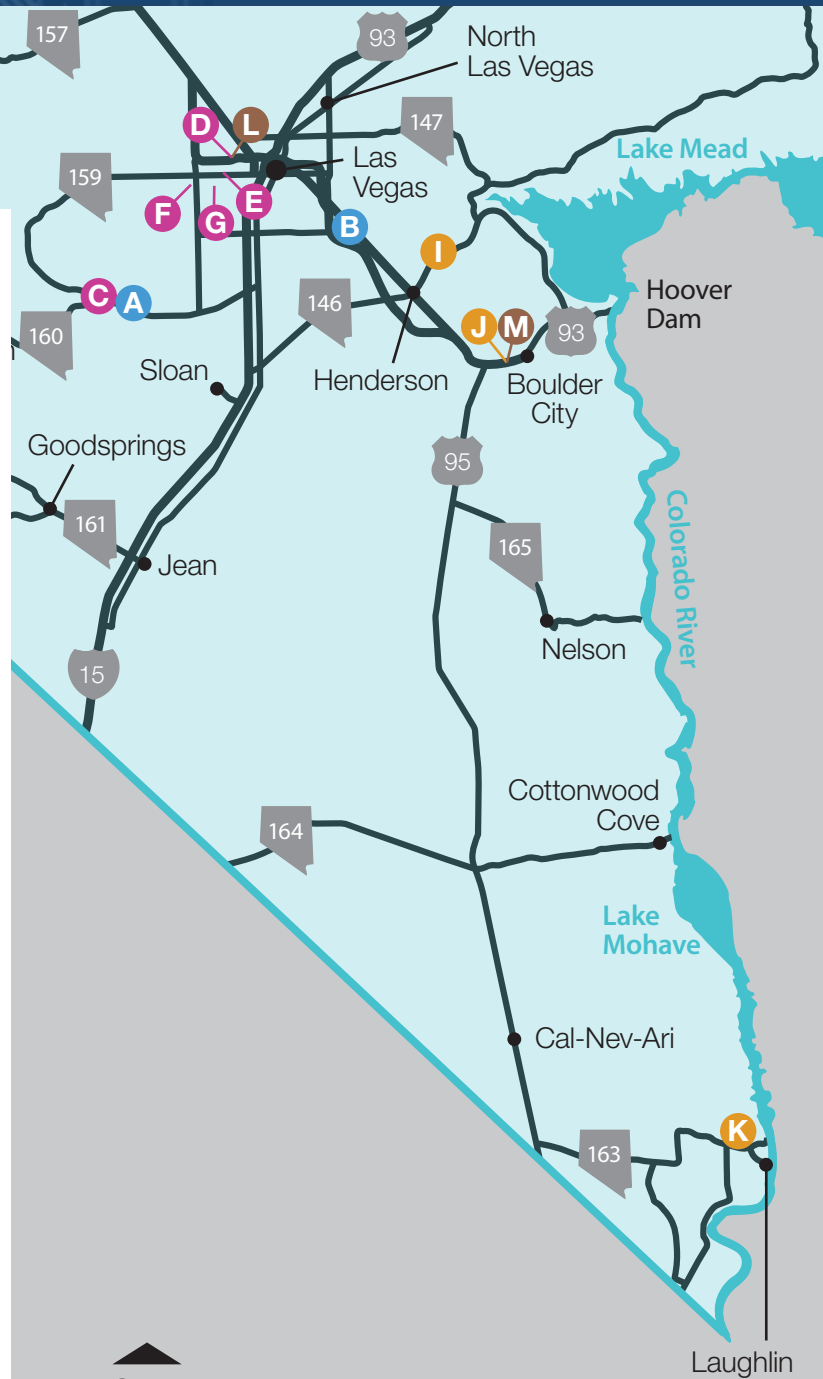 157
93
North
Las Vegas
D
L
147
Lake Mead
159
Las
Vegas
F
G
E
B
I
C
A
146
Hoover
Dam
160
J
M
93
Sloan
Henderson
Boulder
City
Goodsprings
95
161
165
Colorado River
Jean
Nelson
15
Cottonwood
Cove
164
Lake
Mohave
Cal-Nev-Ari
K
163
Laughlin